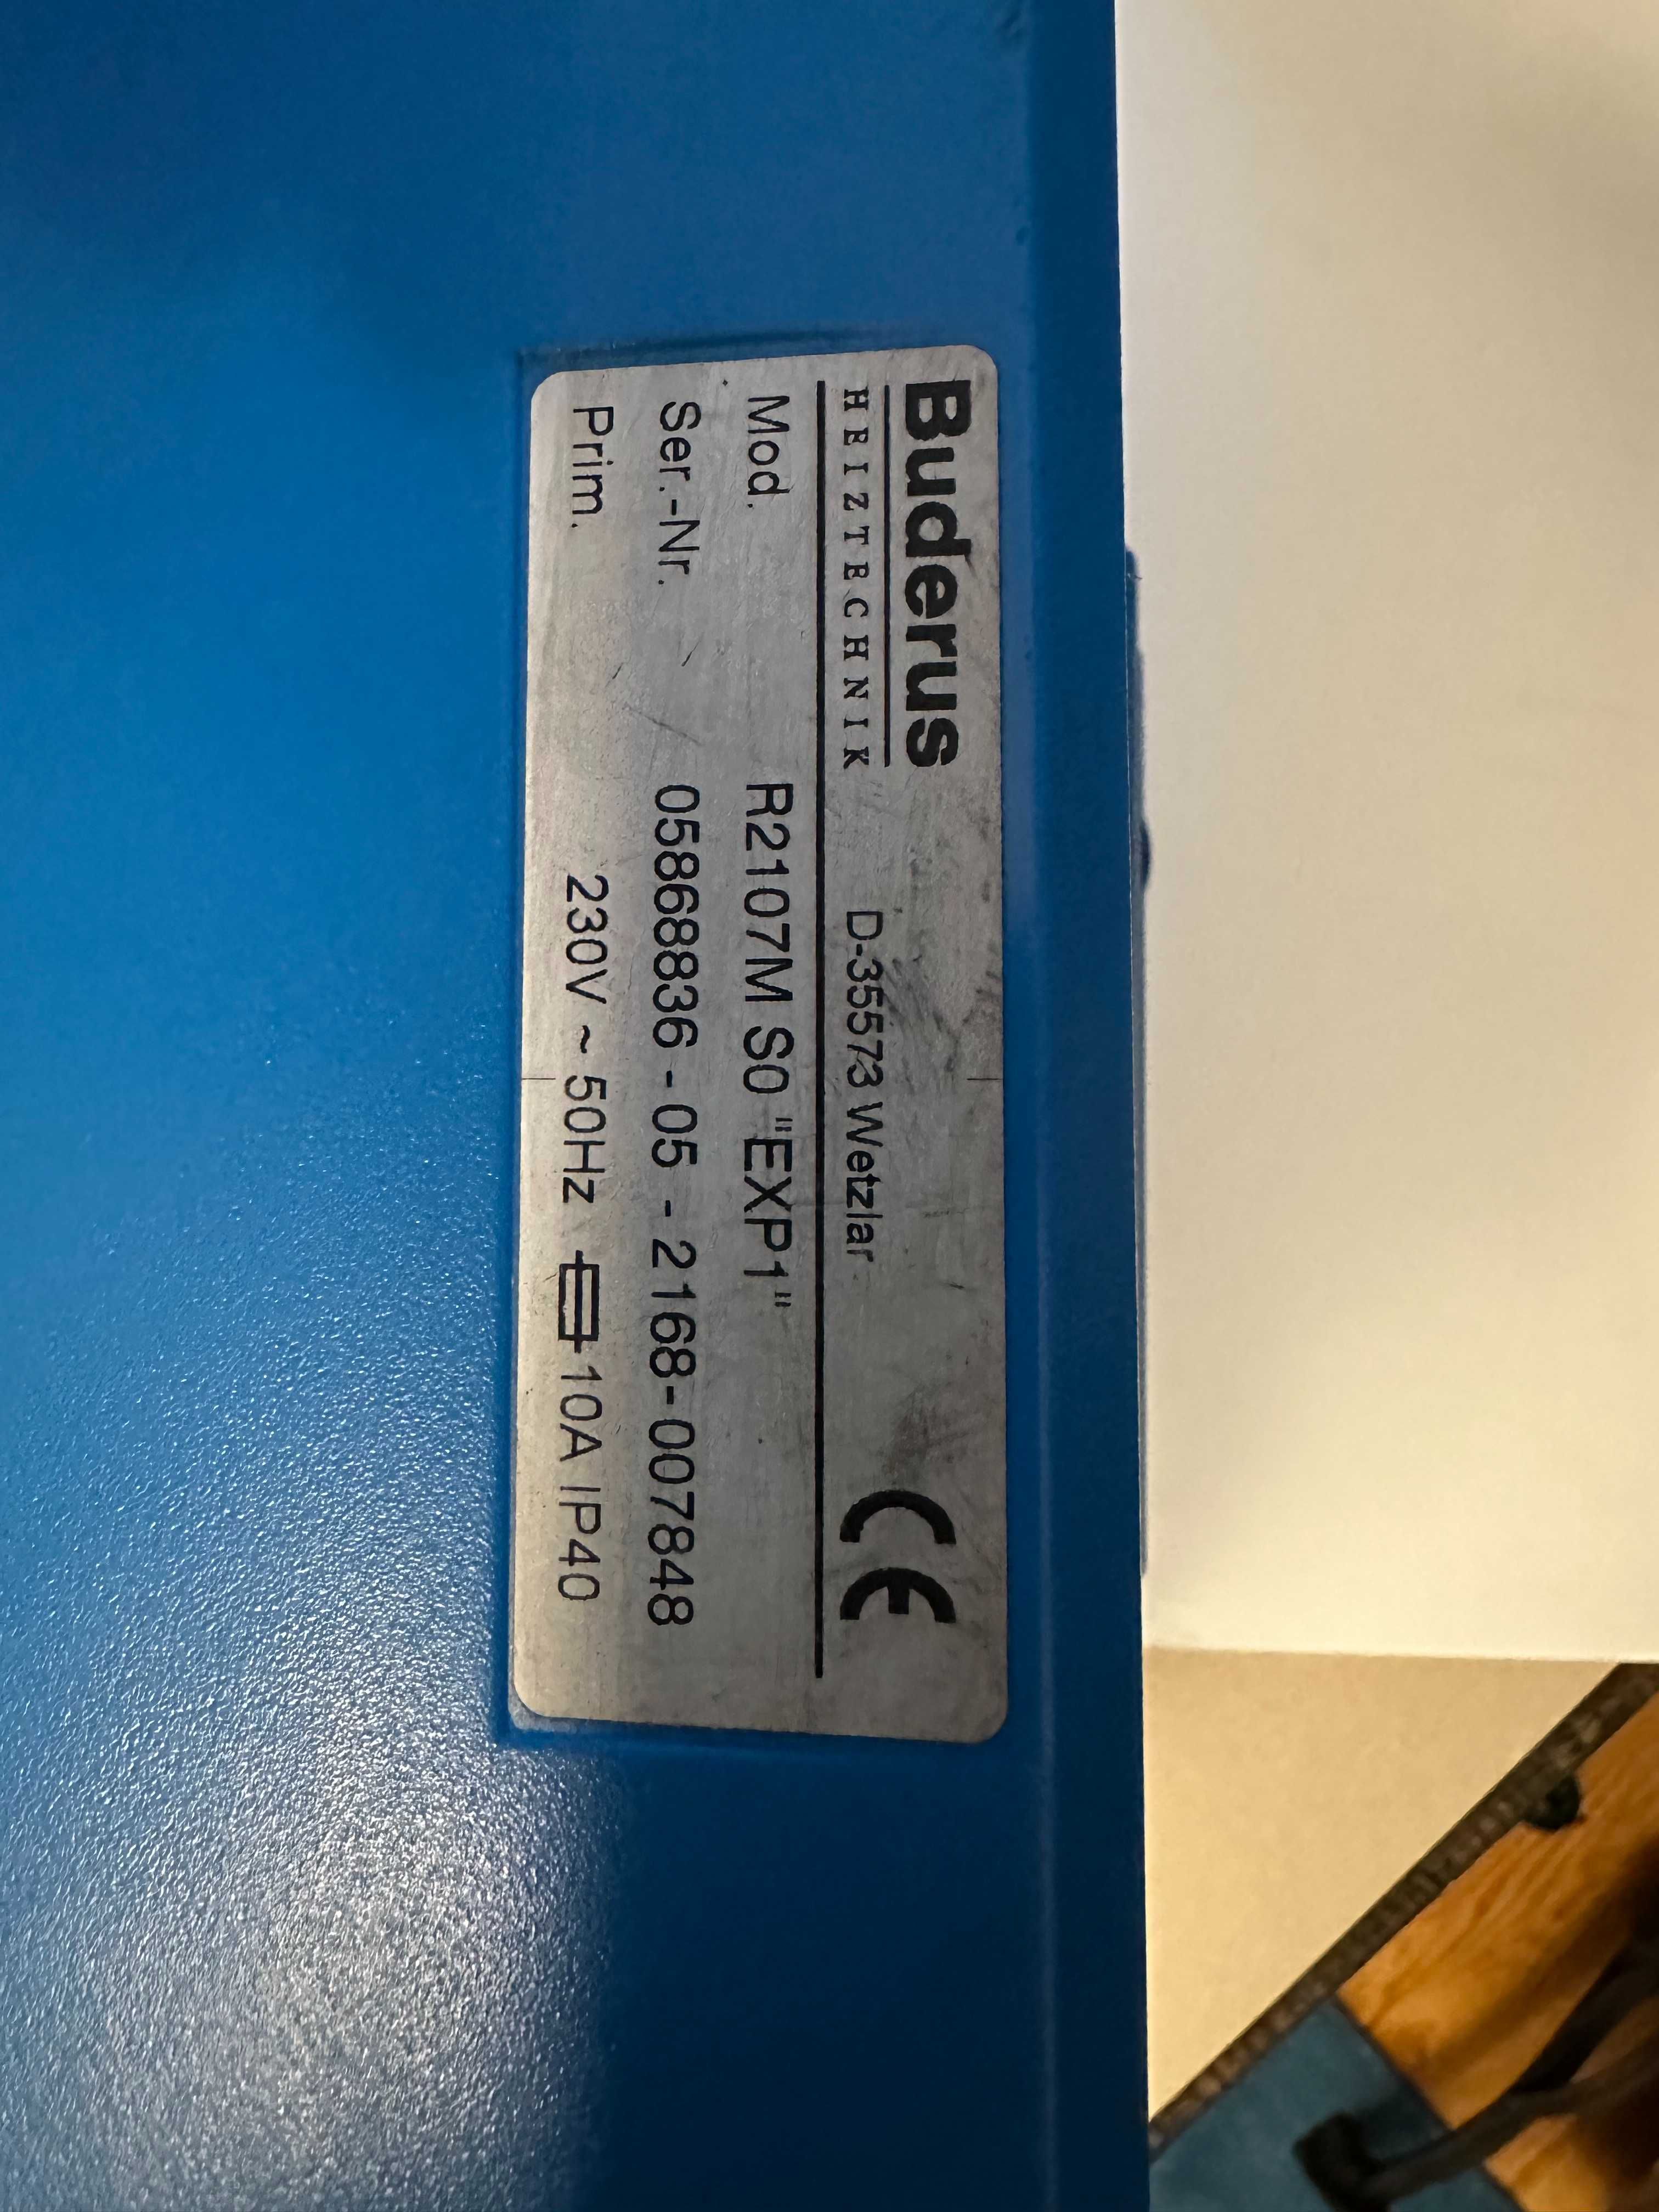 Buderus
HEIZTECHNIK
D-35573 Wetzlar
CE
Mod. R2107M S0 "EXP1"
Ser.-Nr. 05868836 - 05 - 2168-007848
Prim. 230V ~ 50Hz 10A IP40